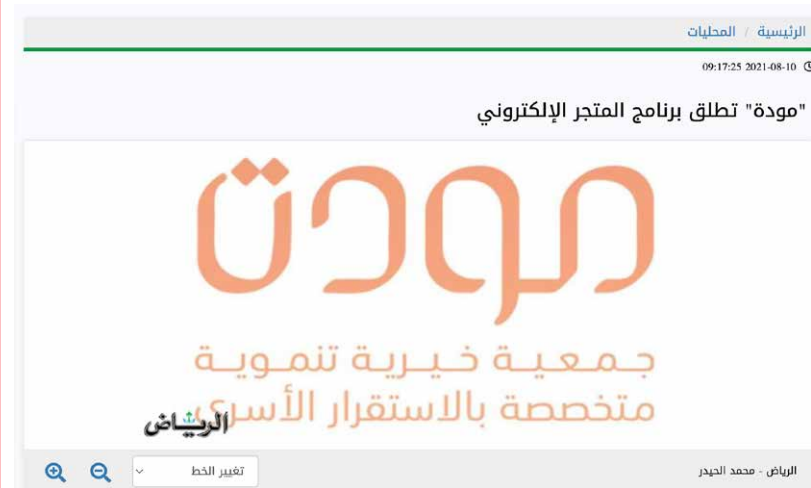 الرئيسية / المحليات
09:17:25 2021-08-10
"مودة" تطلق برنامج المتجر الإلكتروني
مودة
جمعية خيرية تنموية
متخصصة بالاستقرار الأسري
الرياض
الرياض - محمد الحيدر
تغيير الخط